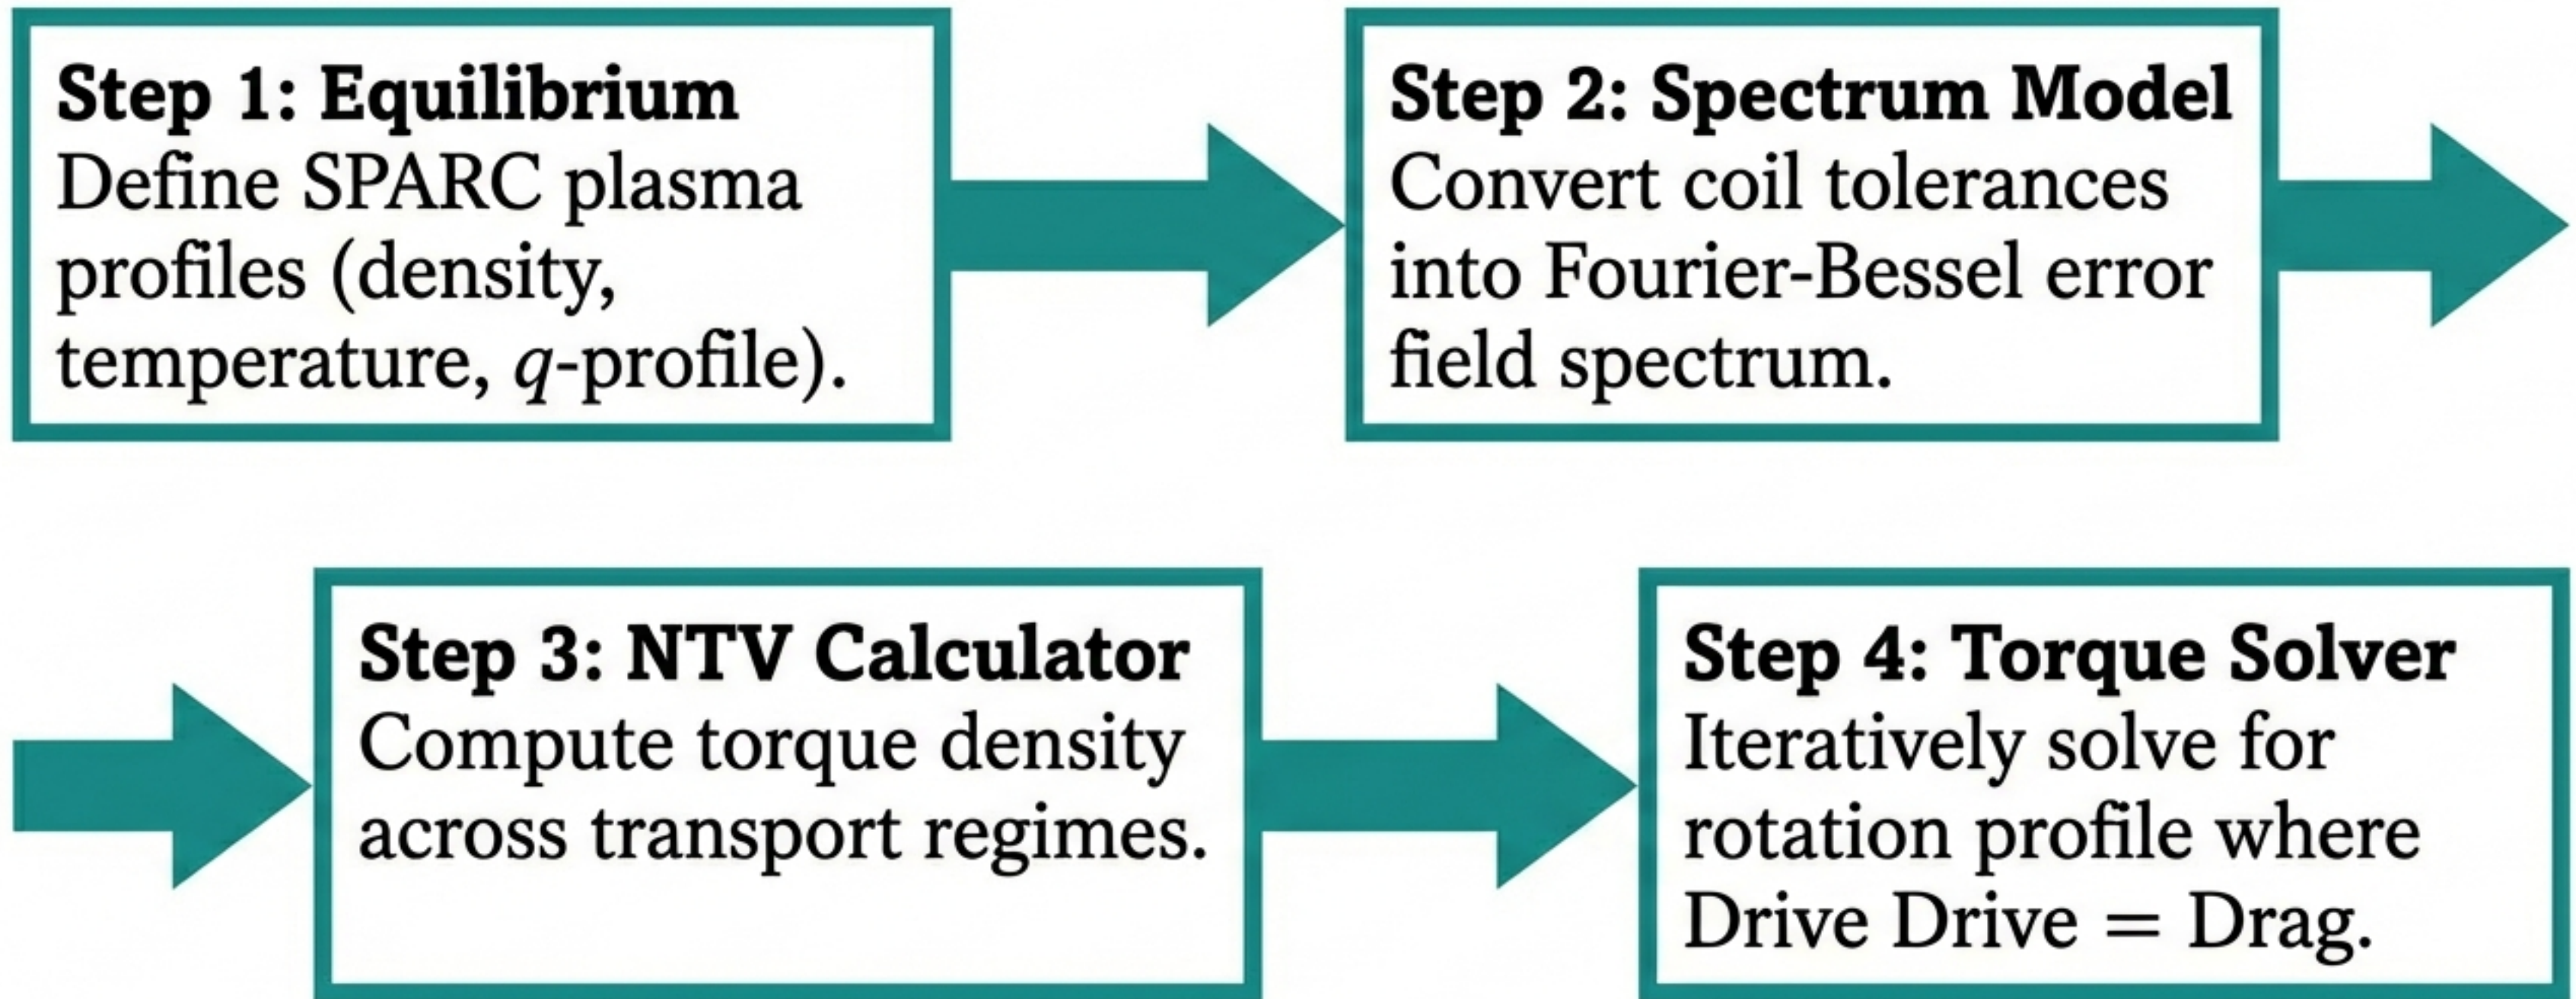 Step 1: Equilibrium
Define SPARC plasma
profiles (density,
temperature, q-profile).
Step 2: Spectrum Model
Convert coil tolerances
into Fourier-Bessel error
field spectrum.
Step 3: NTV Calculator
Compute torque density
across transport regimes.
Step 4: Torque Solver
Iteratively solve for
rotation profile where
Drive Drive = Drag.